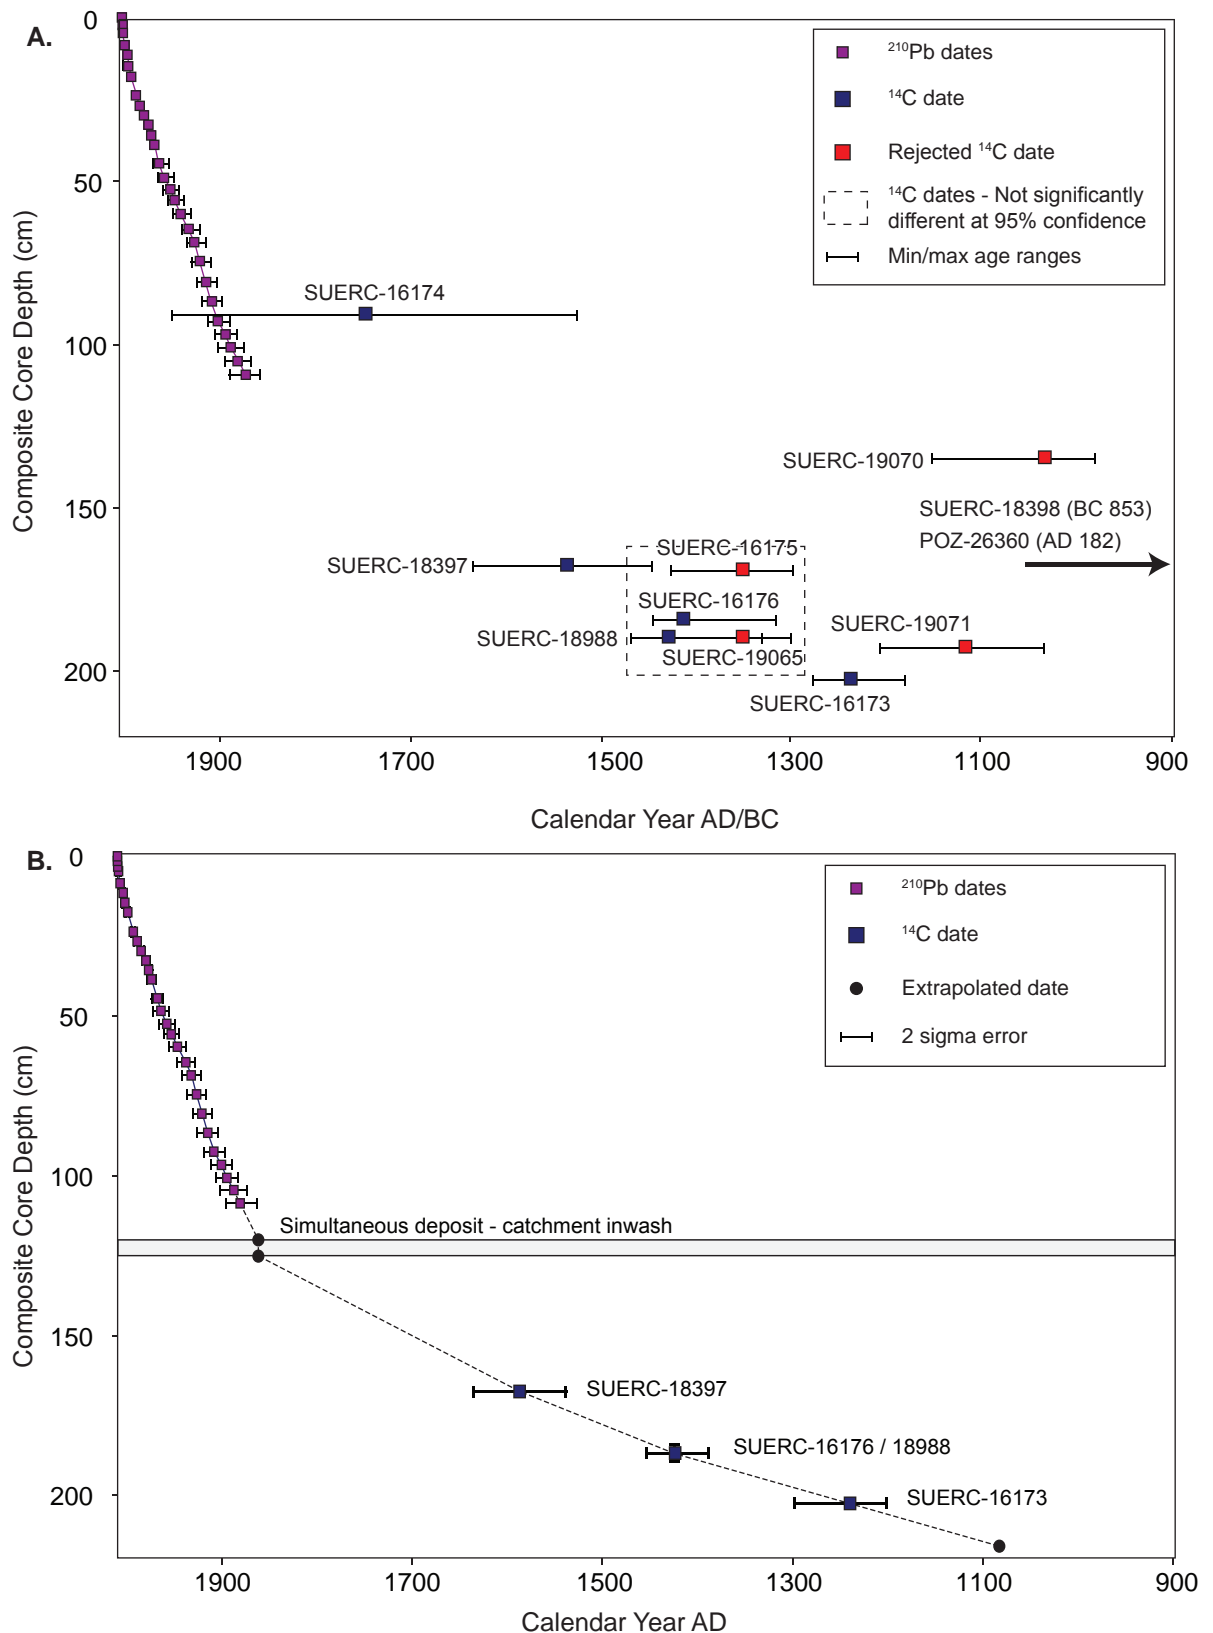 A.
0
50
100
150
200
Composite Core Depth (cm)
²¹⁰Pb dates
¹⁴C date
Rejected ¹⁴C date
¹⁴C dates - Not significantly
different at 95% confidence
Min/max age ranges
SUERC-16174
SUERC-19070
SUERC-18398 (BC 853)
POZ-26360 (AD 182)
SUERC-18397
SUERC-16175
SUERC-16176
SUERC-18988
SUERC-19065
SUERC-19071
SUERC-16173
1900
1700
1500
1300
1100
900
Calendar Year AD/BC
B.
0
50
100
150
200
Composite Core Depth (cm)
²¹⁰Pb dates
¹⁴C date
Extrapolated date
2 sigma error
Simultaneous deposit - catchment inwash
SUERC-18397
SUERC-16176 / 18988
SUERC-16173
1900
1700
1500
1300
1100
900
Calendar Year AD